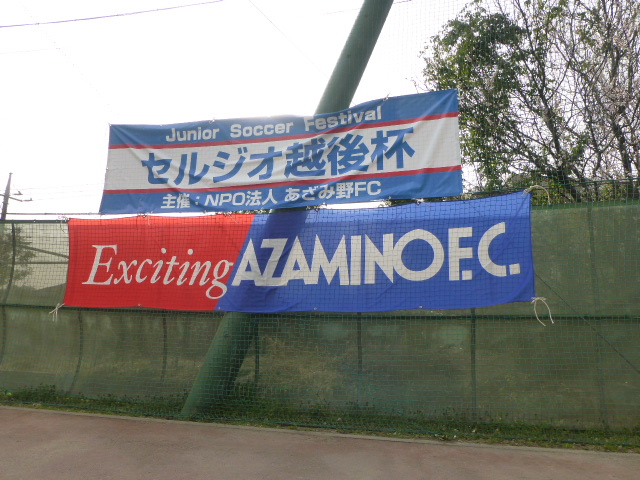 Junior Soccer Festival
セルジオ越後杯
主催：NPO法人 あざみ野FC
Exciting AZAMINO F.C.